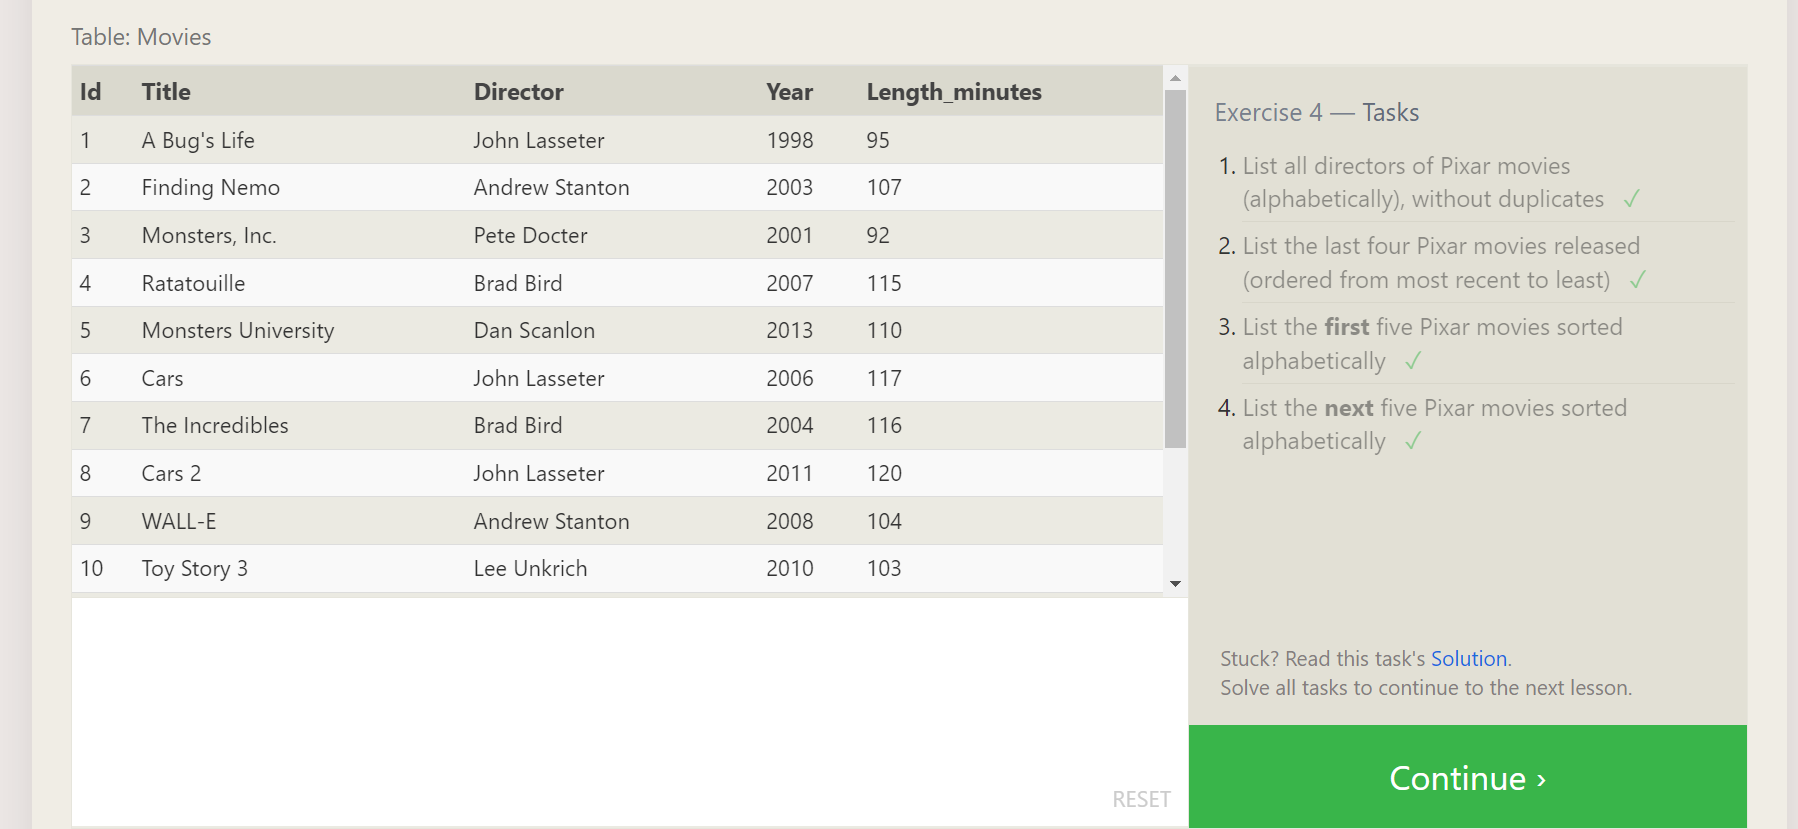 Table: Movies
Id Title Director Year Length_minutes
1 A Bug's Life John Lasseter 1998 95
2 Finding Nemo Andrew Stanton 2003 107
3 Monsters, Inc. Pete Docter 2001 92
4 Ratatouille Brad Bird 2007 115
5 Monsters University Dan Scanlon 2013 110
6 Cars John Lasseter 2006 117
7 The Incredibles Brad Bird 2004 116
8 Cars 2 John Lasseter 2011 120
9 WALL-E Andrew Stanton 2008 104
10 Toy Story 3 Lee Unkrich 2010 103
RESET
Exercise 4 — Tasks
1. List all directors of Pixar movies
(alphabetically), without duplicates ✓
2. List the last four Pixar movies released
(ordered from most recent to least) ✓
3. List the first five Pixar movies sorted
alphabetically ✓
4. List the next five Pixar movies sorted
alphabetically ✓
Stuck? Read this task's Solution.
Solve all tasks to continue to the next lesson.
Continue ›